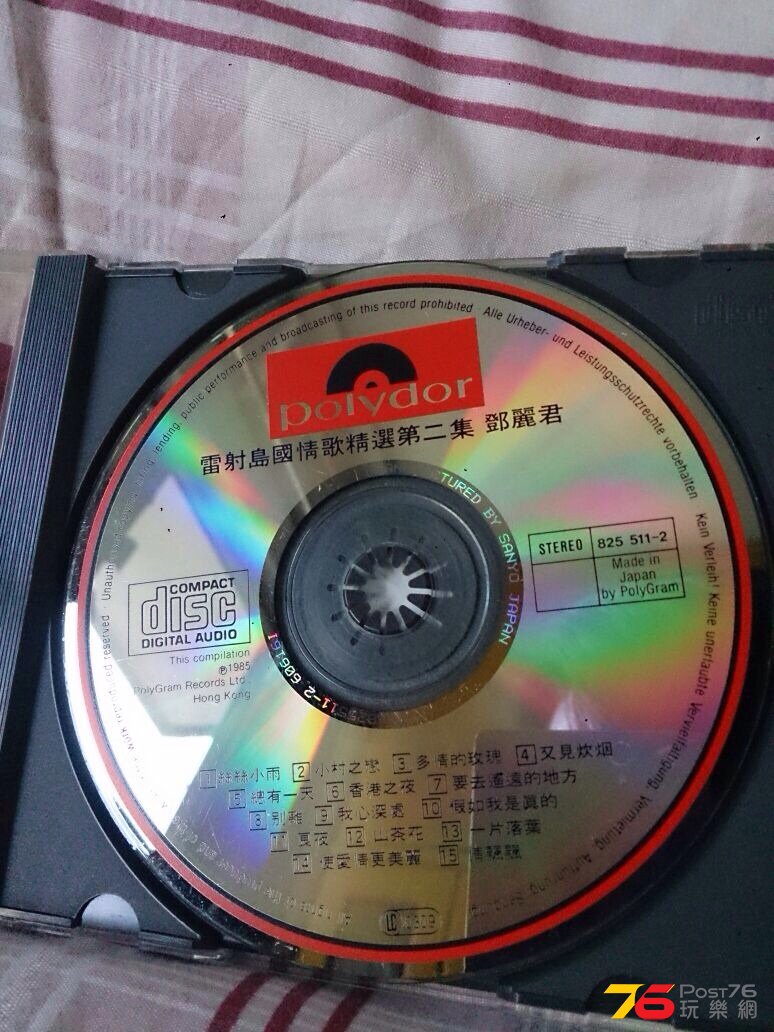 public performance and broadcasting of this record prohibited
Alle Urheber- und Leistungsschutzrechte vorbehalten
Kein Verleih! Keine unerlaubte Vervielfältigung, Vermietung, Aufführung, Sendung
polydor
雷射島國情歌精選第二集 鄧麗君
STEREO 825 511-2
Made in
Japan
by PolyGram
COMPACT
disc
DIGITAL AUDIO
This compilation
℗1985
PolyGram Records Ltd.
Hong Kong
BY SANYO JAPAN
1 絲絲小雨 2 小村之戀 3 多情的玫瑰 4 又見炊烟
5 總有一天 6 香港之夜 7 要去遙遠的地方
8 別離 9 我心深處 10 假如我是真的
11 夏夜 12 山茶花 13 一片落葉
14 使愛情更美麗 15 情飄飄
76 Post76
玩樂網